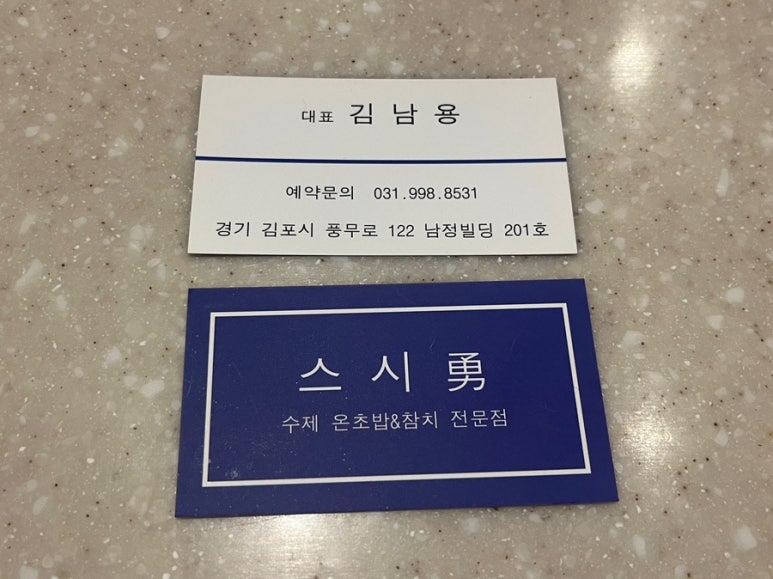 대표 김남용
예약문의 031.998.8531
경기 김포시 풍무로 122 남정빌딩 201호
스시勇
수제 온초밥&참치 전문점